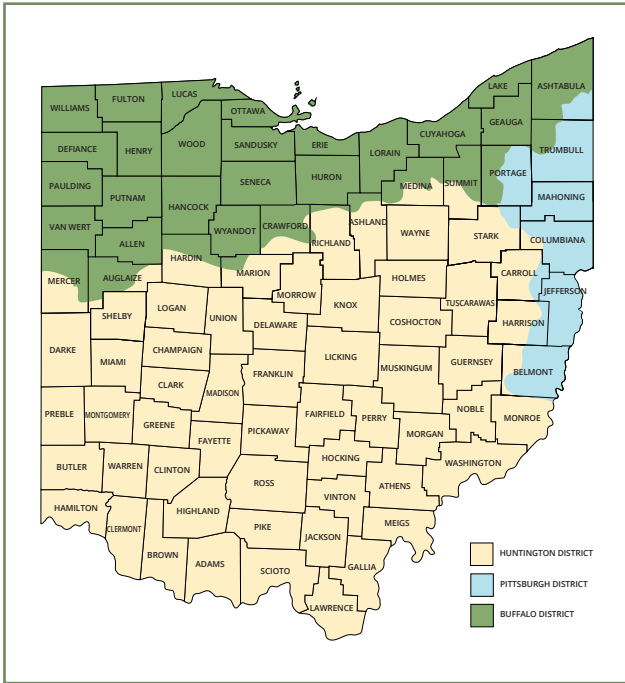 LAKE
ASHTABULA
LUCAS
FULTON
WILLIAMS
OTTAWA
GEAUGA
CUYAHOGA
WOOD
SANDUSKY
ERIE
LORAIN
TRUMBULL
DEFIANCE
HENRY
HURON
PORTAGE
SENECA
MEDINA
SUMMIT
PAULDING
PUTNAM
MAHONING
HANCOCK
ASHLAND
VAN WERT
CRAWFORD
WYANDOT
WAYNE
STARK
COLUMBIANA
ALLEN
RICHLAND
HARDIN
MARION
CARROLL
MERCER
AUGLAIZE
HOLMES
JEFFERSON
MORROW
TUSCARAWAS
KNOX
LOGAN
SHELBY
UNION
COSHOCTON
DELAWARE
HARRISON
DARKE
CHAMPAIGN
LICKING
MIAMI
GUERNSEY
MUSKINGUM
BELMONT
FRANKLIN
CLARK
MADISON
NOBLE
PREBLE
MONTGOMERY
FAIRFIELD
PERRY
MONROE
GREENE
PICKAWAY
MORGAN
FAYETTE
HOCKING
WASHINGTON
BUTLER
WARREN
CLINTON
ROSS
ATHENS
VINTON
HAMILTON
HIGHLAND
MEIGS
CLERMONT
PIKE
JACKSON
BROWN
ADAMS
SCIOTO
GALLIA
LAWRENCE
HUNTINGTON DISTRICT
PITTSBURGH DISTRICT
BUFFALO DISTRICT